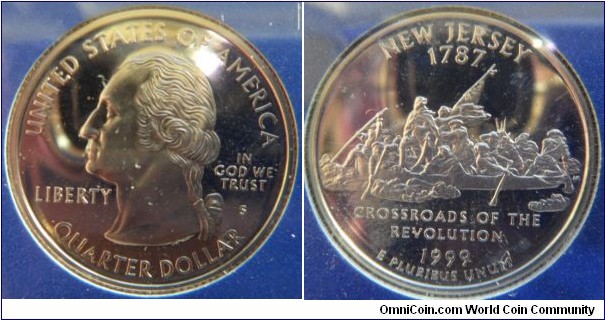 UNITED STATES OF AMERICA
LIBERTY
IN
GOD WE
TRUST
S
QUARTER DOLLAR
NEW JERSEY
1787
CROSSROADS OF THE
REVOLUTION
1999
E PLURIBUS UNUM
OmniCoin.com World Coin Community